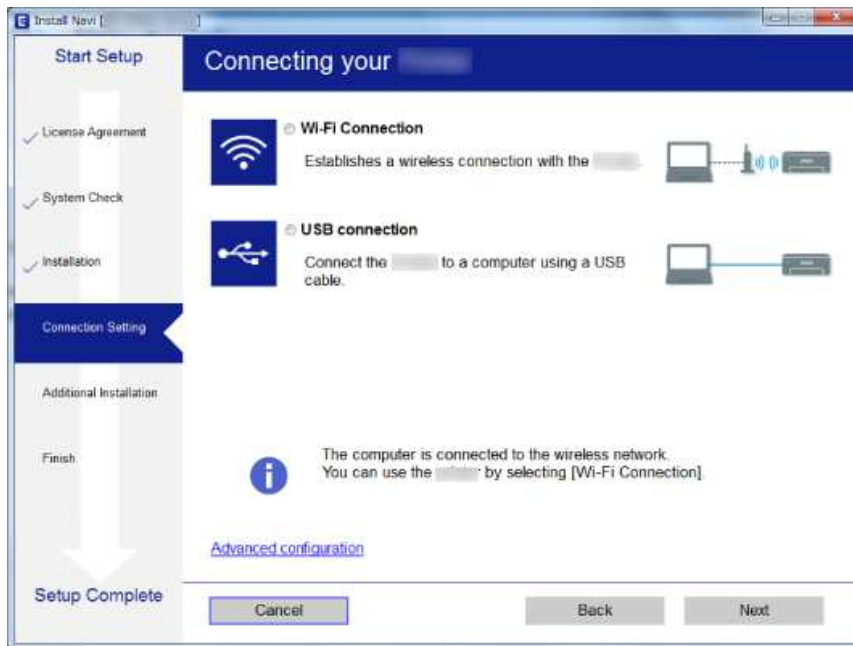 E Install Navi [ ]
Start Setup
Connecting your
License Agreement
System Check
Installation
Connection Setting
Additional Installation
Finish
Setup Complete
Wi-Fi Connection
Establishes a wireless connection with the .
USB connection
Connect the to a computer using a USB
cable.
i The computer is connected to the wireless network.
You can use the by selecting [Wi-Fi Connection].
Advanced configuration
Cancel
Back
Next